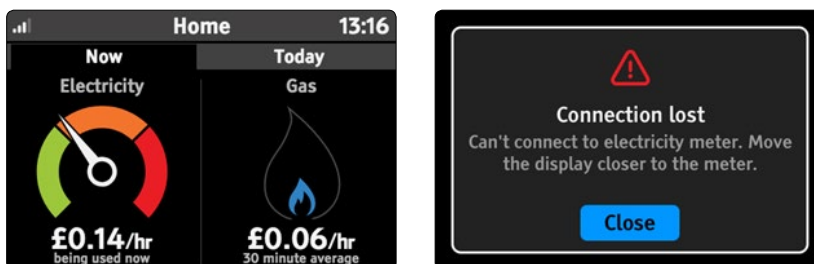 Home 13:16
Now Today
Electricity Gas
£0.14/hr £0.06/hr
being used now 30 minute average
Connection lost
Can't connect to electricity meter. Move
the display closer to the meter.
Close